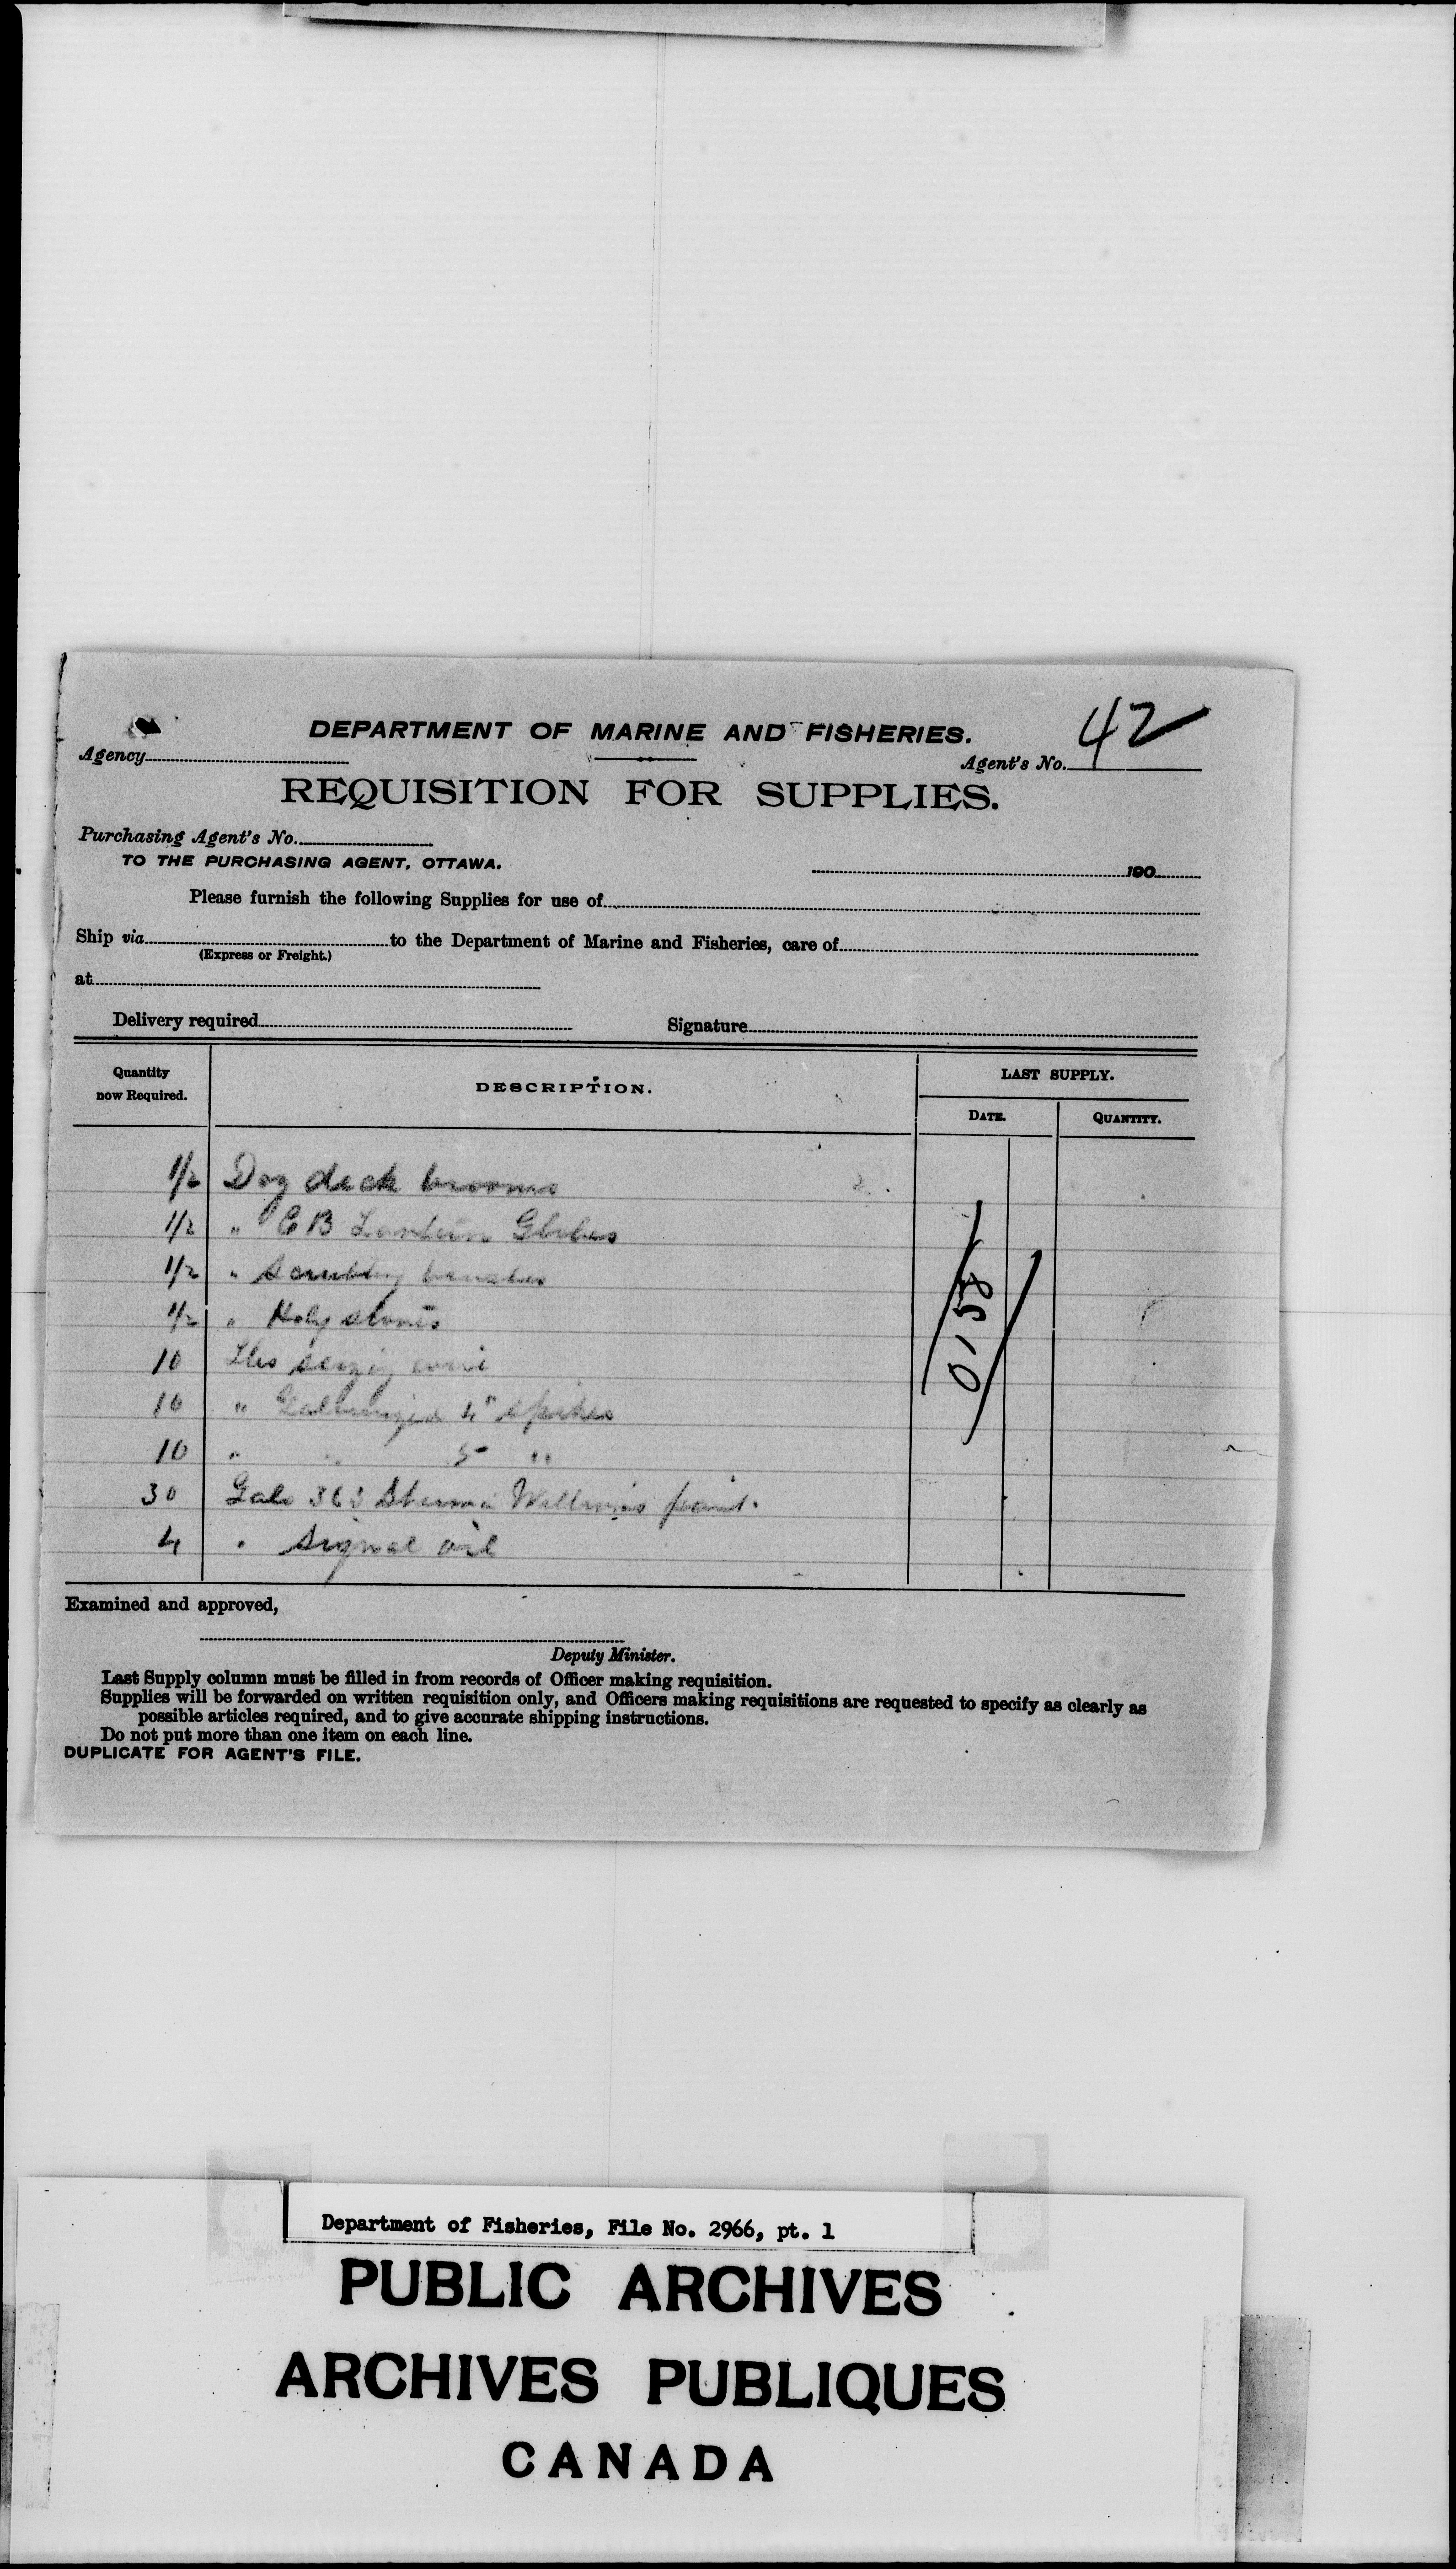 DEPARTMENT OF MARINE AND FISHERIES.
Agency
Agent's No. 42
REQUISITION FOR SUPPLIES.
Purchasing Agent's No.
TO THE PURCHASING AGENT, OTTAWA.
190
Please furnish the following Supplies for use of
Ship via to the Department of Marine and Fisheries, care of
(Express or Freight.)
at
Delivery required Signature
Quantity now Required. DESCRIPTION. LAST SUPPLY.
DATE. QUANTITY.
1/2 Doz deck brooms
1/2 " C B Lantern Globes
1/2 " Scrubbing brushes
1/2 " Holy stones
10 Lbs seizing wire
10 " Galvanized 4" spikes
10 " " 5 "
30 Gals 363 Sherwin Williams paint.
4 " Signal oil
0158
Examined and approved,
Deputy Minister.
Last Supply column must be filled in from records of Officer making requisition.
Supplies will be forwarded on written requisition only, and Officers making requisitions are requested to specify as clearly as
possible articles required, and to give accurate shipping instructions.
Do not put more than one item on each line.
DUPLICATE FOR AGENT'S FILE.
Department of Fisheries, File No. 2966, pt. 1
PUBLIC ARCHIVES
ARCHIVES PUBLIQUES
CANADA